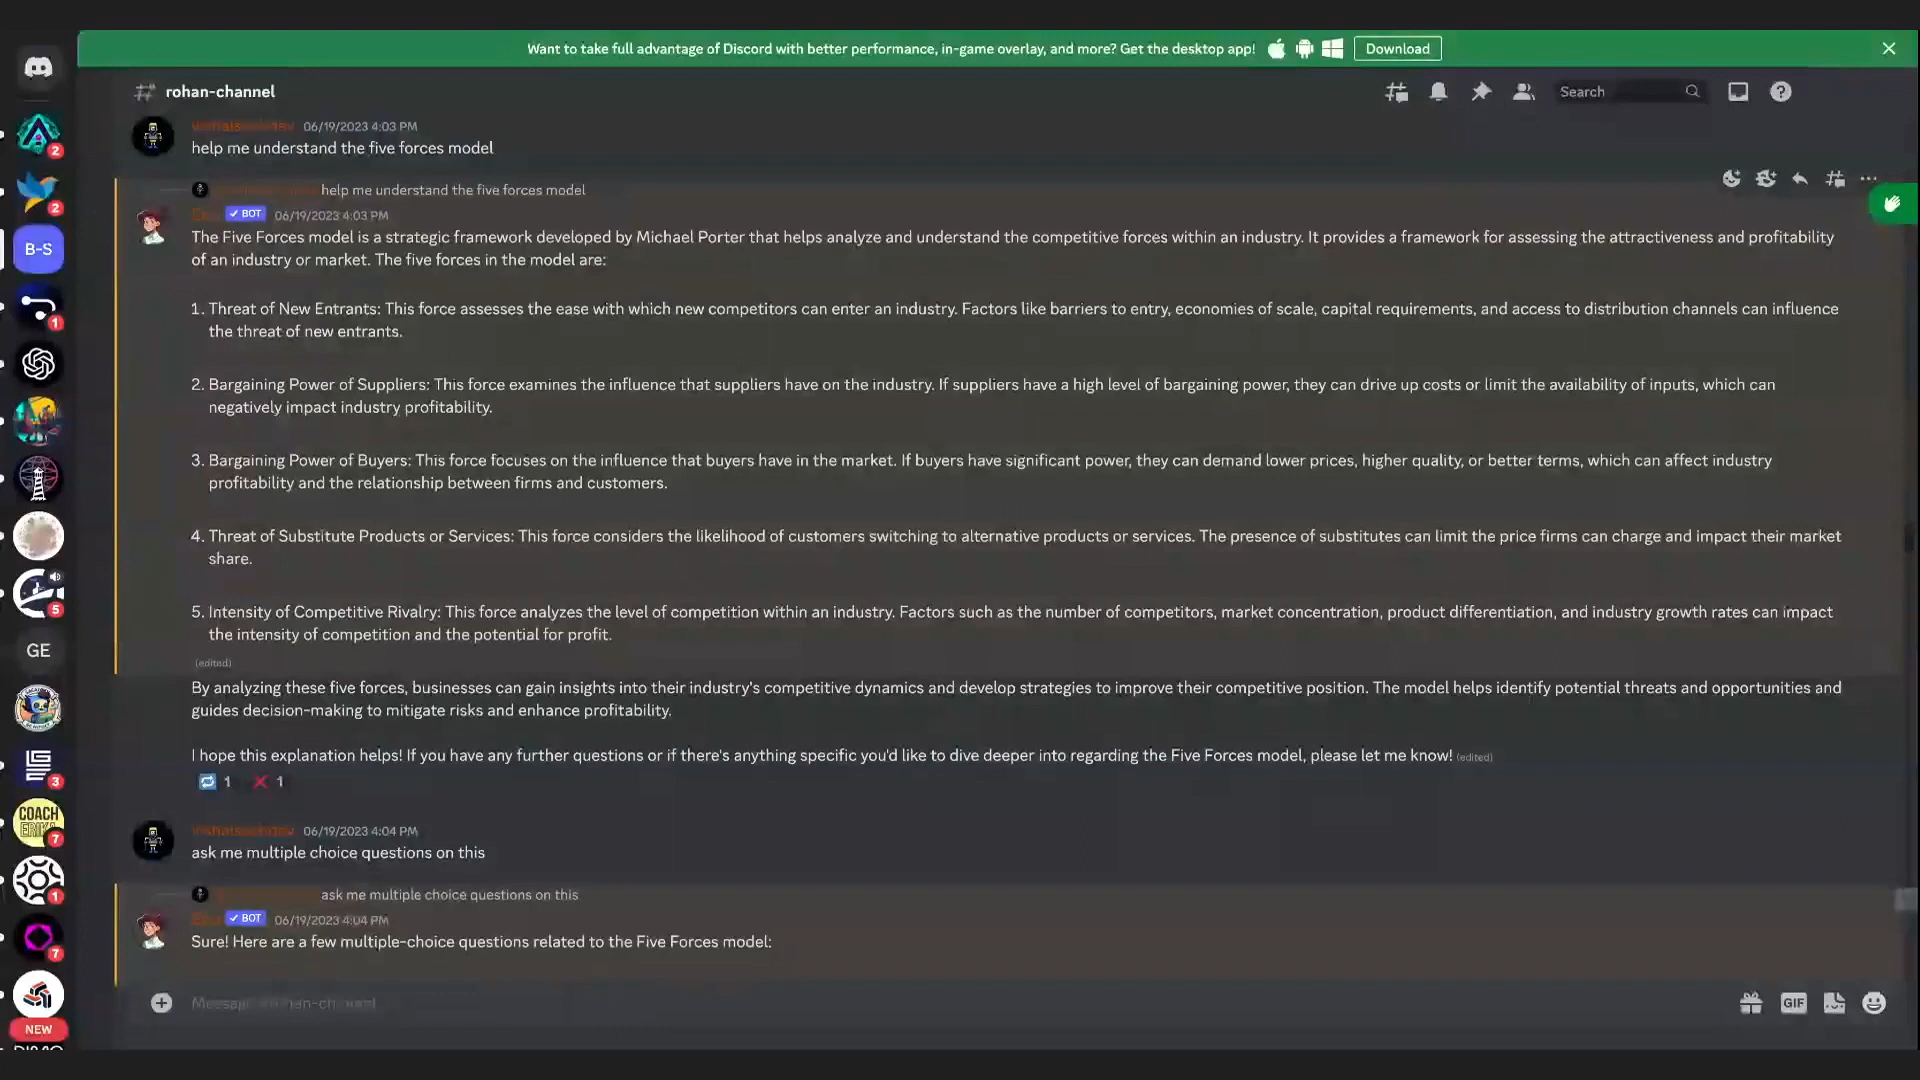 Want to take full advantage of Discord with better performance, in-game overlay, and more? Get the desktop app!
Download
rohan-channel
Search
06/19/2023 4:03 PM
help me understand the five forces model
help me understand the five forces model
BOT 06/19/2023 4:03 PM
The Five Forces model is a strategic framework developed by Michael Porter that helps analyze and understand the competitive forces within an industry. It provides a framework for assessing the attractiveness and profitability
of an industry or market. The five forces in the model are:
1. Threat of New Entrants: This force assesses the ease with which new competitors can enter an industry. Factors like barriers to entry, economies of scale, capital requirements, and access to distribution channels can influence
the threat of new entrants.
2. Bargaining Power of Suppliers: This force examines the influence that suppliers have on the industry. If suppliers have a high level of bargaining power, they can drive up costs or limit the availability of inputs, which can
negatively impact industry profitability.
3. Bargaining Power of Buyers: This force focuses on the influence that buyers have in the market. If buyers have significant power, they can demand lower prices, higher quality, or better terms, which can affect industry
profitability and the relationship between firms and customers.
4. Threat of Substitute Products or Services: This force considers the likelihood of customers switching to alternative products or services. The presence of substitutes can limit the price firms can charge and impact their market
share.
5. Intensity of Competitive Rivalry: This force analyzes the level of competition within an industry. Factors such as the number of competitors, market concentration, product differentiation, and industry growth rates can impact
the intensity of competition and the potential for profit.
(edited)
By analyzing these five forces, businesses can gain insights into their industry's competitive dynamics and develop strategies to improve their competitive position. The model helps identify potential threats and opportunities and
guides decision-making to mitigate risks and enhance profitability.
I hope this explanation helps! If you have any further questions or if there's anything specific you'd like to dive deeper into regarding the Five Forces model, please let me know! (edited)
1 1
06/19/2023 4:04 PM
ask me multiple choice questions on this
ask me multiple choice questions on this
BOT 06/19/2023 4:04 PM
Sure! Here are a few multiple-choice questions related to the Five Forces model:
Message
GIF
2
2
B-S
1
5
GE
3
COACH
ERIKA
7
1
7
NEW